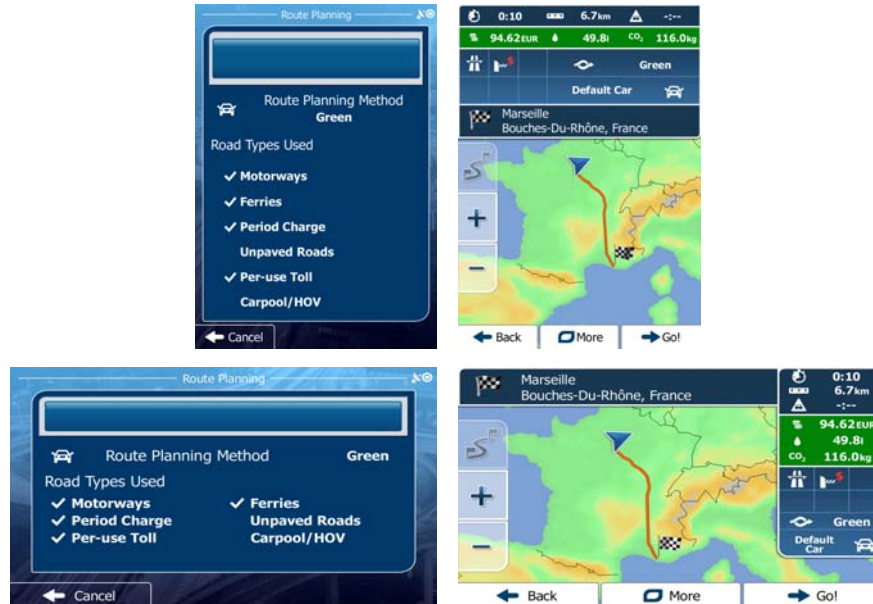 Route Planning
Route Planning Method
Green
Road Types Used
Motorways
Ferries
Period Charge
Unpaved Roads
Per-use Toll
Carpool/HOV
Cancel
0:10 6.7km -:--
94.62EUR 49.8l CO2 116.0kg
$ Green
Default Car
Marseille
Bouches-Du-Rhône, France
S
+
-
Back More Go!
Route Planning
Route Planning Method Green
Road Types Used
Motorways Ferries
Period Charge Unpaved Roads
Per-use Toll Carpool/HOV
Cancel
Marseille
Bouches-Du-Rhône, France
0:10
6.7km
-:--
94.62EUR
49.8l
CO2 116.0kg
$
Green
Default
Car
S
+
-
Back More Go!